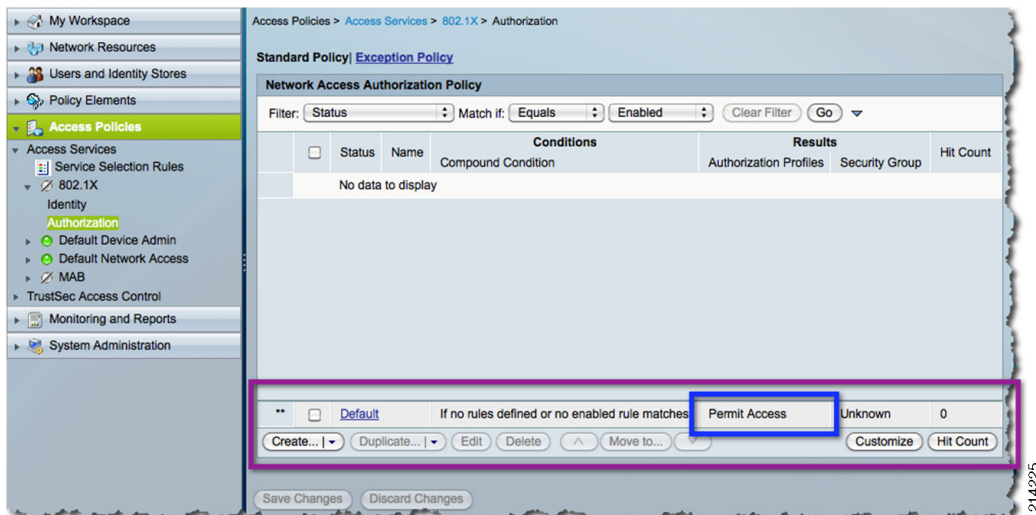 My Workspace
Network Resources
Users and Identity Stores
Policy Elements
Access Policies
Access Services
Service Selection Rules
802.1X
Identity
Authorization
Default Device Admin
Default Network Access
MAB
TrustSec Access Control
Monitoring and Reports
System Administration
Access Policies > Access Services > 802.1X > Authorization
Standard Policy| Exception Policy
Network Access Authorization Policy
Filter: Status Match if: Equals Enabled Clear Filter Go
Conditions Results
Status Name Compound Condition Authorization Profiles Security Group Hit Count
No data to display
** Default If no rules defined or no enabled rule matches Permit Access Unknown 0
Create... | Duplicate... | Edit Delete ^ Move to... v Customize Hit Count
Save Changes Discard Changes